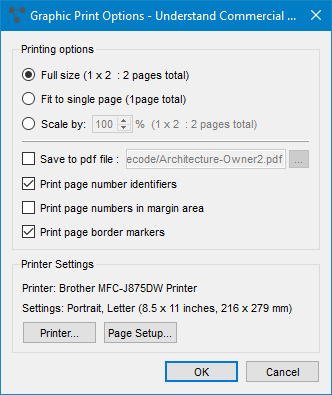 Graphic Print Options - Understand Commercial ...
Printing options
Full size (1 x 2 : 2 pages total)
Fit to single page (1page total)
Scale by: 100 % (1 x 2 : 2 pages total)
Save to pdf file : ecode/Architecture-Owner2.pdf ...
Print page number identifiers
Print page numbers in margin area
Print page border markers
Printer Settings
Printer: Brother MFC-J875DW Printer
Settings: Portrait, Letter (8.5 x 11 inches, 216 x 279 mm)
Printer... Page Setup...
OK Cancel